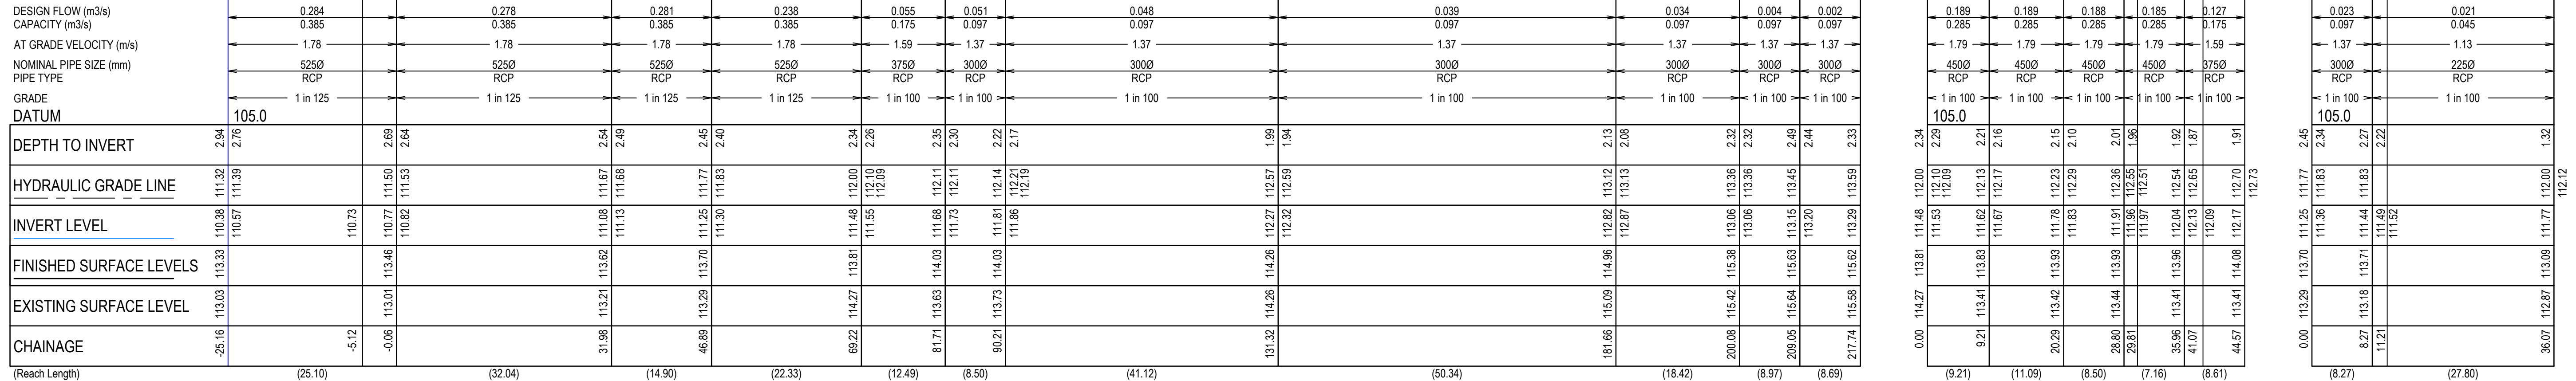 DESIGN FLOW (m3/s) 0.284 0.278 0.281 0.238 0.055 0.051 0.048 0.039 0.034 0.004 0.002 0.189 0.189 0.188 0.185 0.127 0.023 0.021
CAPACITY (m3/s) 0.385 0.385 0.385 0.385 0.175 0.097 0.097 0.097 0.097 0.097 0.097 0.285 0.285 0.285 0.285 0.175 0.097 0.045
AT GRADE VELOCITY (m/s) 1.78 1.78 1.78 1.78 1.59 1.37 1.37 1.37 1.37 1.37 1.37 1.79 1.79 1.79 1.79 1.59 1.37 1.13
NOMINAL PIPE SIZE (mm) 525Ø 525Ø 525Ø 525Ø 375Ø 300Ø 300Ø 300Ø 300Ø 300Ø 300Ø 450Ø 450Ø 450Ø 450Ø 375Ø 300Ø 225Ø
PIPE TYPE RCP RCP RCP RCP RCP RCP RCP RCP RCP RCP RCP RCP RCP RCP RCP RCP RCP RCP
GRADE 1 in 125 1 in 125 1 in 125 1 in 125 1 in 100 1 in 100 1 in 100 1 in 100 1 in 100 1 in 100 1 in 100 1 in 100 1 in 100 1 in 100 1 in 100 1 in 100 1 in 100 1 in 100
DATUM 105.0 105.0 105.0
DEPTH TO INVERT 2.94 2.76 2.69 2.64 2.54 2.49 2.45 2.40 2.34 2.26 2.35 2.30 2.22 2.17 1.99 1.94 2.13 2.08 2.32 2.32 2.49 2.44 2.33 2.34 2.29 2.21 2.16 2.15 2.10 2.01 1.96 1.92 1.87 1.91 2.45 2.34 2.27 2.22 1.32
HYDRAULIC GRADE LINE 111.32 111.39 111.50 111.53 111.67 111.68 111.77 111.83 112.00 112.10 112.09 112.11 112.11 112.14 112.21 112.19 112.57 112.59 113.12 113.13 113.36 113.36 113.45 113.59 112.00 112.10 112.09 112.13 112.17 112.23 112.29 112.36 112.55 112.51 112.54 112.65 112.70 112.73 111.77 111.83 111.83 112.00 112.12
INVERT LEVEL 110.38 110.57 110.73 110.77 110.82 111.08 111.13 111.25 111.30 111.48 111.55 111.68 111.73 111.81 111.86 112.27 112.32 112.82 112.87 113.06 113.06 113.15 113.20 113.29 111.48 111.53 111.62 111.67 111.78 111.83 111.91 111.96 111.97 112.04 112.13 112.09 112.17 111.25 111.36 111.44 111.49 111.52 111.77
FINISHED SURFACE LEVELS 113.33 113.46 113.62 113.70 113.81 114.03 114.03 114.26 114.96 115.38 115.63 115.62 113.81 113.83 113.93 113.93 113.96 114.08 113.70 113.71 113.09
EXISTING SURFACE LEVEL 113.03 113.01 113.21 113.29 114.27 113.63 113.73 114.26 115.09 115.42 115.64 115.58 114.27 113.41 113.42 113.44 113.41 113.41 113.29 113.18 112.87
CHAINAGE -25.16 -5.12 -0.06 31.98 46.89 69.22 81.71 90.21 131.32 181.66 200.08 209.05 217.74 0.00 9.21 20.29 28.80 29.81 35.96 41.07 44.57 0.00 8.27 11.21 36.07
(Reach Length) (25.10) (32.04) (14.90) (22.33) (12.49) (8.50) (41.12) (50.34) (18.42) (8.97) (8.69) (9.21) (11.09) (8.50) (7.16) (8.61) (8.27) (27.80)